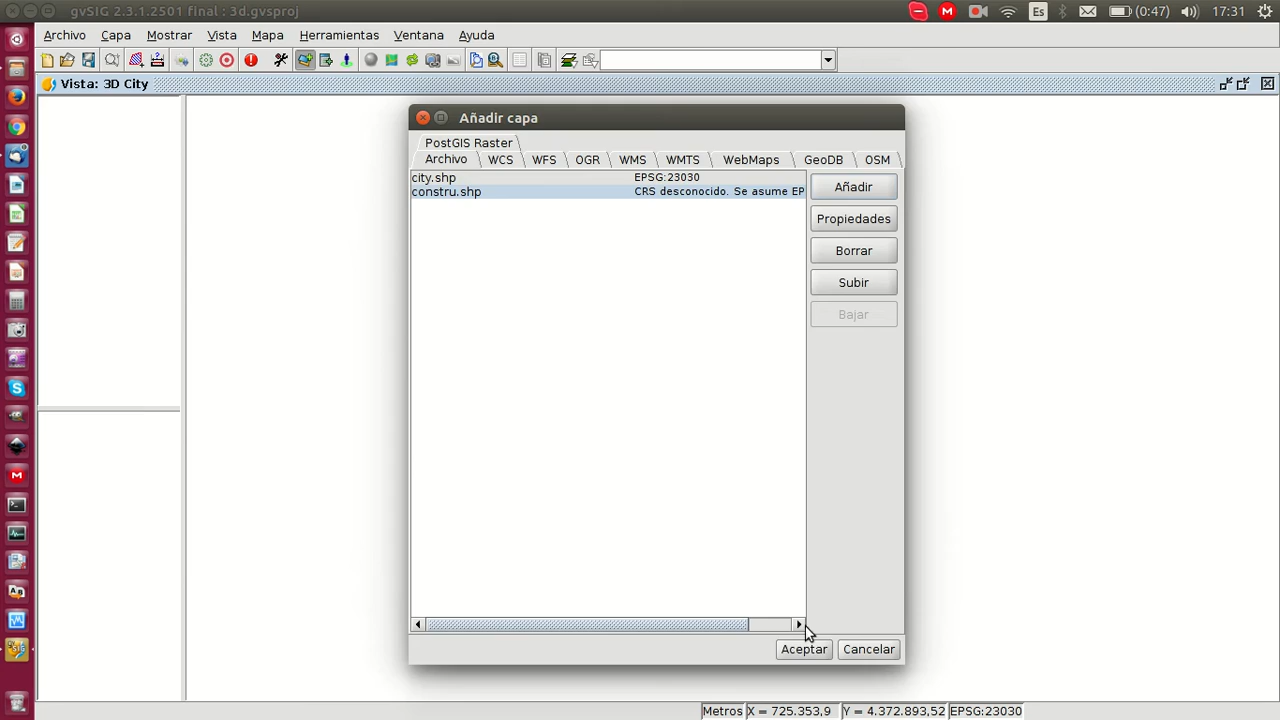 gvSIG 2.3.1.2501 final : 3d.gvsproj
Es
(0:47)
17:31
Archivo Capa Mostrar Vista Mapa Herramientas Ventana Ayuda
Vista: 3D City
Añadir capa
PostGIS Raster
Archivo WCS WFS OGR WMS WMTS WebMaps GeoDB OSM
city.shp EPSG:23030
constru.shp CRS desconocido. Se asume EP
Añadir
Propiedades
Borrar
Subir
Bajar
Aceptar Cancelar
Metros X = 725.353,9 Y = 4.372.893,52 EPSG:23030